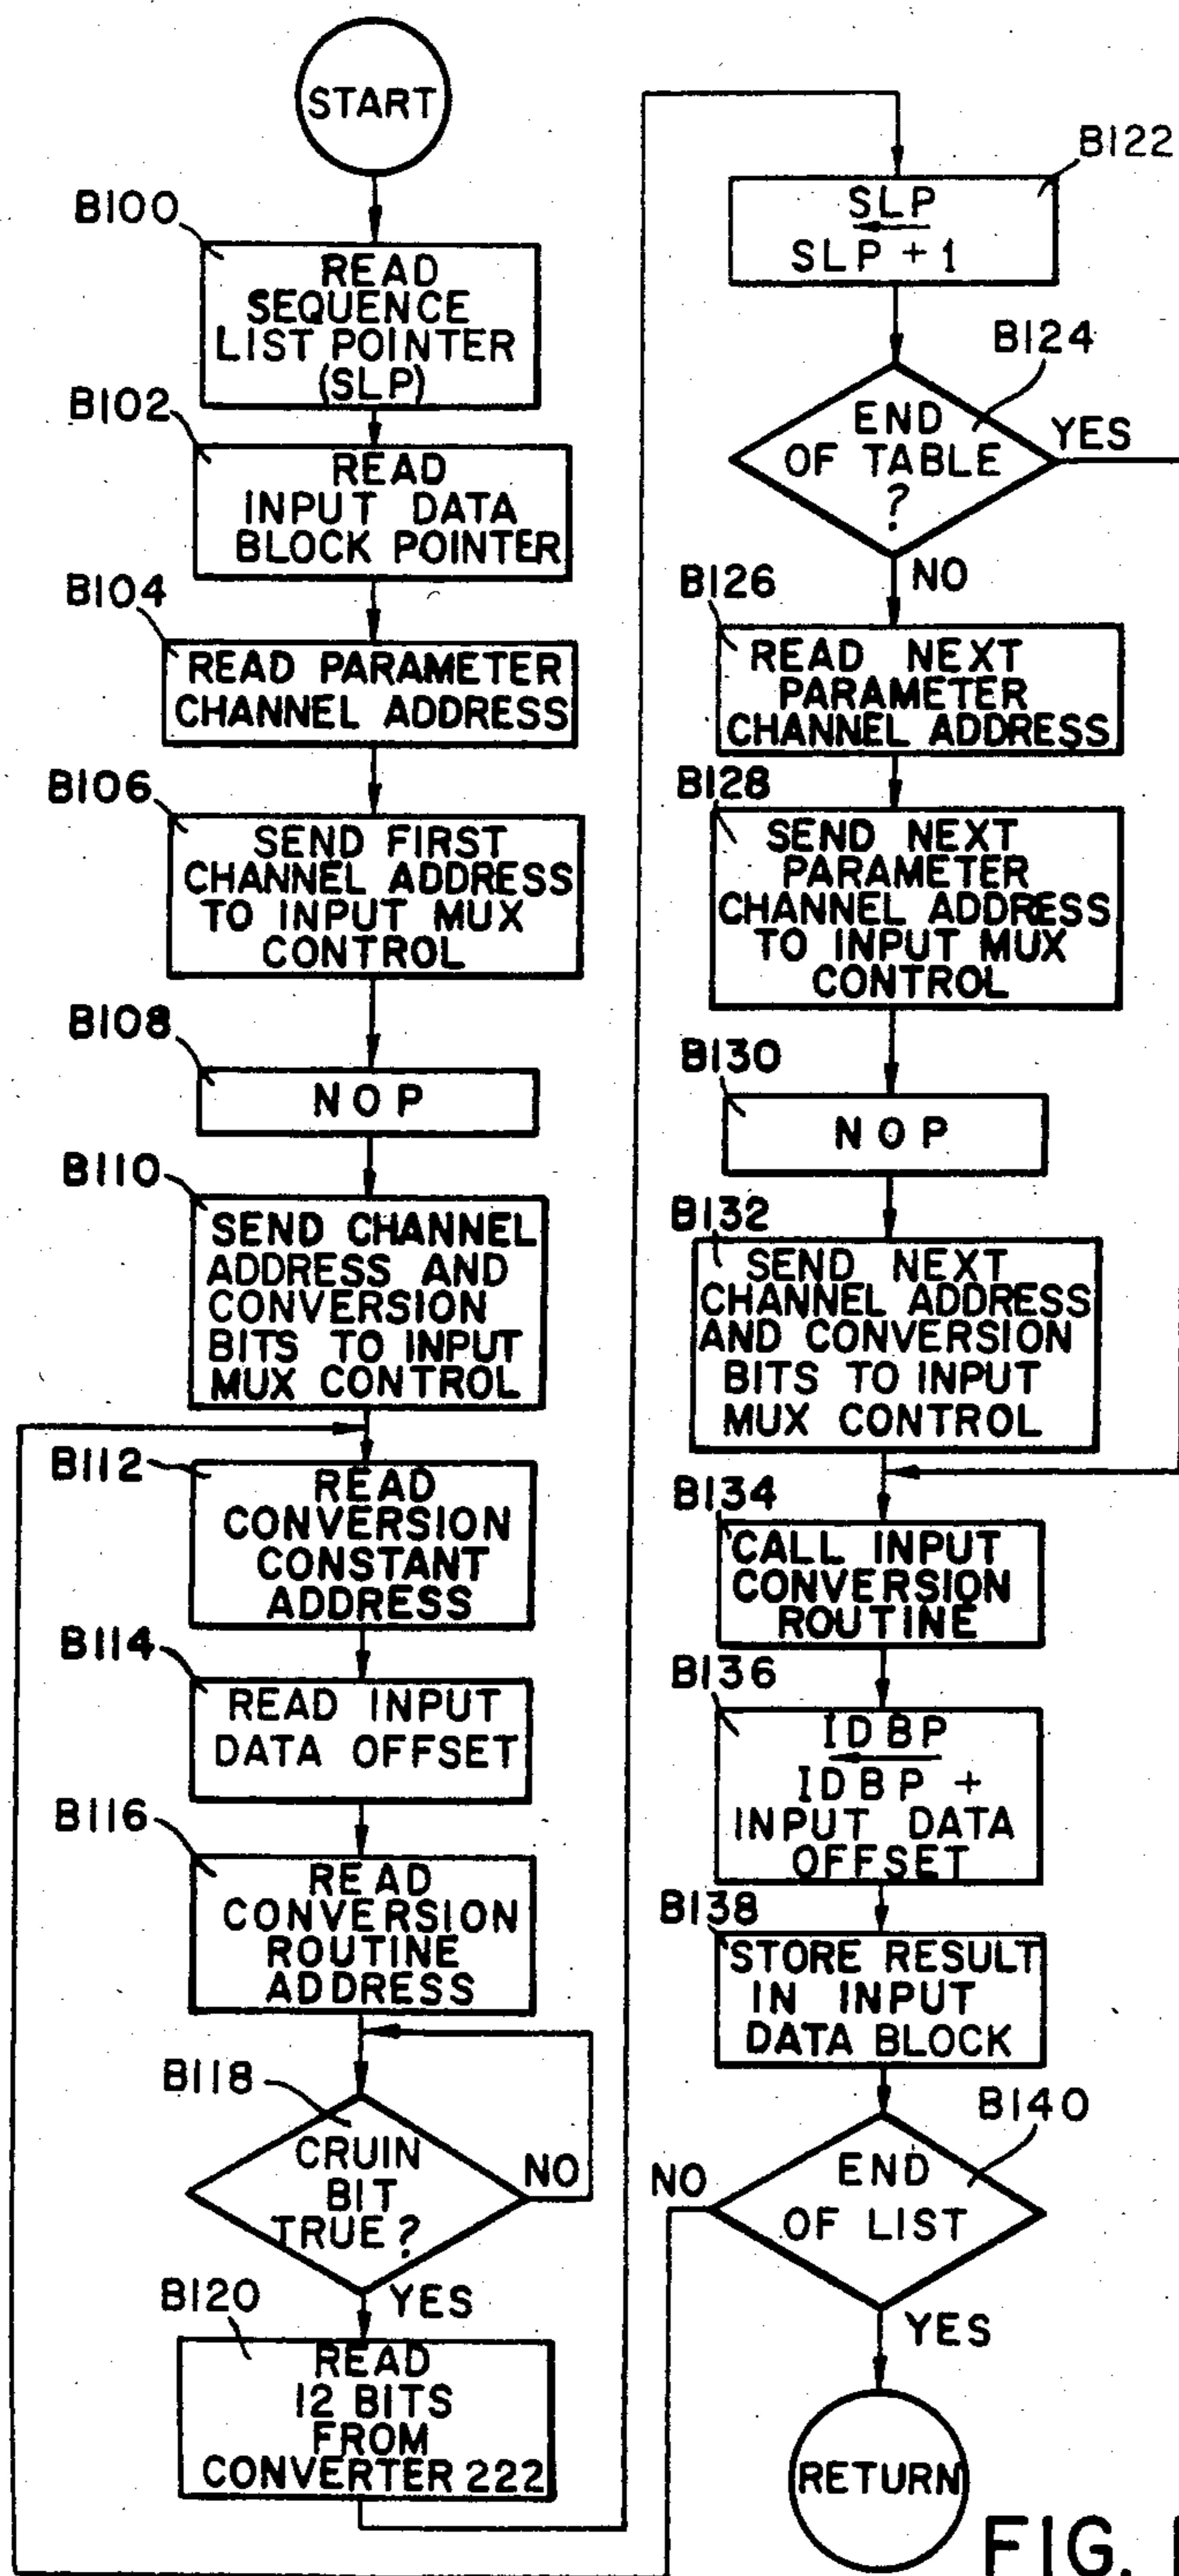 START
B100
READ
SEQUENCE
LIST POINTER
(SLP)
B102
READ
INPUT DATA
BLOCK POINTER
B104
READ PARAMETER
CHANNEL ADDRESS
B106
SEND FIRST
CHANNEL ADDRESS
TO INPUT MUX
CONTROL
B108
NOP
B110
SEND CHANNEL
ADDRESS AND
CONVERSION
BITS TO INPUT
MUX CONTROL
B112
READ
CONVERSION
CONSTANT
ADDRESS
B114
READ INPUT
DATA OFFSET
B116
READ
CONVERSION
ROUTINE
ADDRESS
B118
CRUIN
BIT
TRUE?
NO
YES
B120
READ
12 BITS
FROM
CONVERTER 222
B122
SLP
←
SLP + 1
B124
END
OF TABLE
?
YES
NO
B126
READ NEXT
PARAMETER
CHANNEL ADDRESS
B128
SEND NEXT
PARAMETER
CHANNEL ADDRESS
TO INPUT MUX
CONTROL
B130
NOP
B132
SEND NEXT
CHANNEL ADDRESS
AND CONVERSION
BITS TO INPUT
MUX CONTROL
B134
CALL INPUT
CONVERSION
ROUTINE
B136
IDBP
←
IDBP +
INPUT DATA
OFFSET
B138
STORE RESULT
IN INPUT
DATA BLOCK
B140
END
OF LIST
NO
YES
RETURN
FIG.